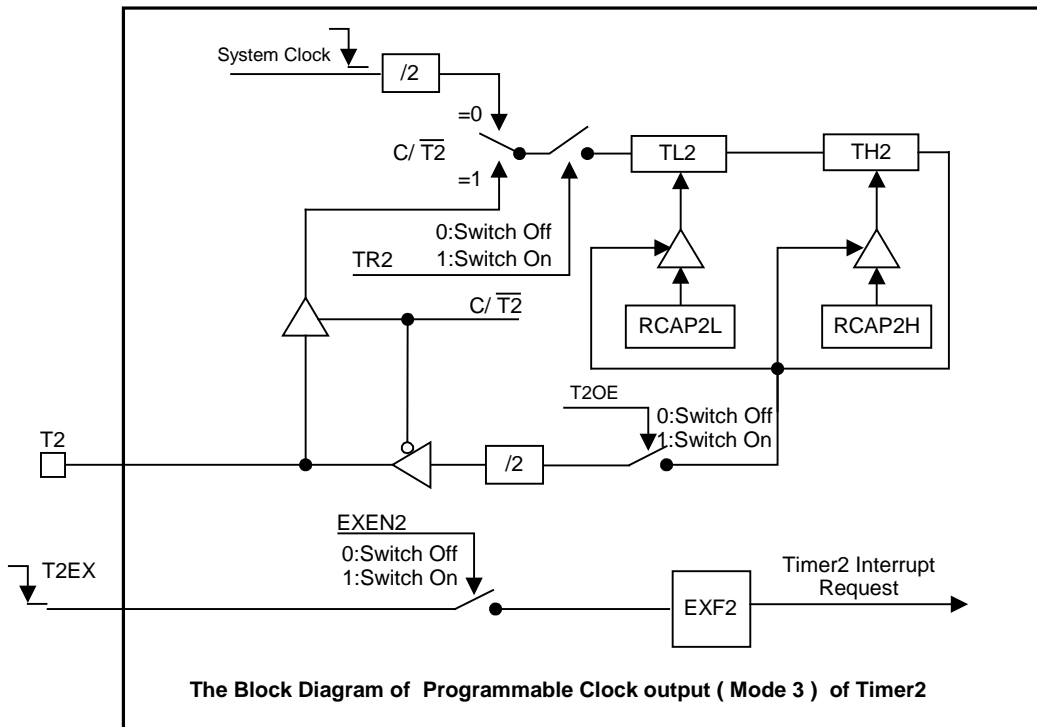 System Clock
/2
=0
C/ T2
=1
TL2
TH2
0:Switch Off
1:Switch On
TR2
C/ T2
RCAP2L
RCAP2H
T2OE
0:Switch Off
1:Switch On
T2
/2
EXEN2
0:Switch Off
1:Switch On
T2EX
EXF2
Timer2 Interrupt
Request
The Block Diagram of Programmable Clock output ( Mode 3 ) of Timer2